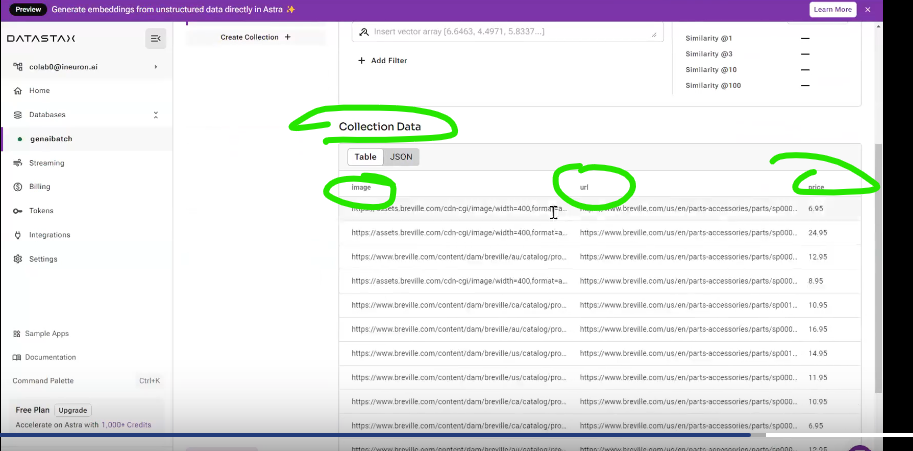 Preview Generate embeddings from unstructured data directly in Astra ✨ Learn More ×
DATASTAX
colab0@ineuron.ai
Home
Databases
genaibatch
Streaming
Billing
Tokens
Integrations
Settings
Sample Apps
Documentation
Command Palette Ctrl+K
Free Plan Upgrade
Accelerate on Astra with 1,000+ Credits
Create Collection +
Insert vector array [6.6463, 4.4971, 5.8337,...]
+ Add Filter
Similarity @1 —
Similarity @3 —
Similarity @10 —
Similarity @100 —
Collection Data
Table JSON
image url price
https://assets.breville.com/cdn-cgi/image/width=400,format=a... https://www.breville.com/us/en/parts-accessories/parts/sp000... 6.95
https://assets.breville.com/cdn-cgi/image/width=400,format=a... https://www.breville.com/us/en/parts-accessories/parts/sp000... 24.95
https://www.breville.com/content/dam/breville/au/catalog/pro... https://www.breville.com/us/en/parts-accessories/parts/sp000... 12.95
https://assets.breville.com/cdn-cgi/image/width=400,format=a... https://www.breville.com/us/en/parts-accessories/parts/sp000... 8.95
https://www.breville.com/content/dam/breville/ca/catalog/pro... https://www.breville.com/us/en/parts-accessories/parts/sp001... 10.95
https://www.breville.com/content/dam/breville/au/catalog/pro... https://www.breville.com/us/en/parts-accessories/parts/sp000... 16.95
https://www.breville.com/content/dam/breville/us/catalog/pro... https://www.breville.com/us/en/parts-accessories/parts/sp001... 14.95
https://www.breville.com/content/dam/breville/us/catalog/pro... https://www.breville.com/us/en/parts-accessories/parts/sp000... 11.95
https://www.breville.com/content/dam/breville/ca/catalog/pro... https://www.breville.com/us/en/parts-accessories/parts/sp000... 10.95
https://www.breville.com/content/dam/breville/ca/catalog/pro... https://www.breville.com/us/en/parts-accessories/parts/sp000... 6.95